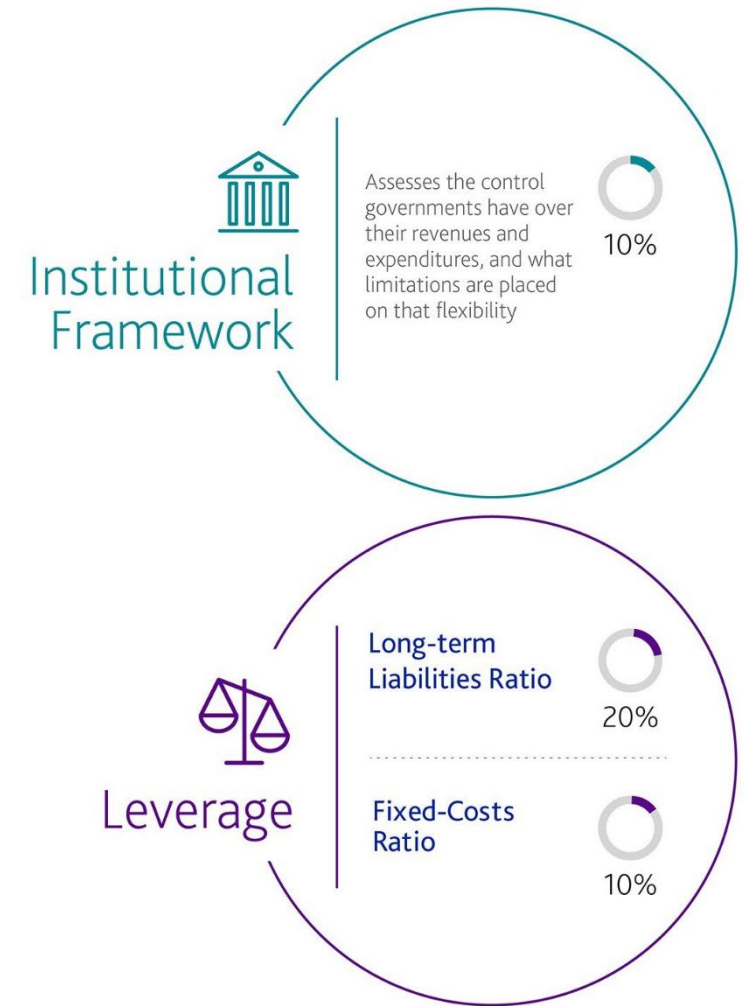 Institutional
Framework
Assesses the control
governments have over
their revenues and
expenditures, and what
limitations are placed
on that flexibility
10%
Leverage
Long-term
Liabilities Ratio
20%
Fixed-Costs
Ratio
10%